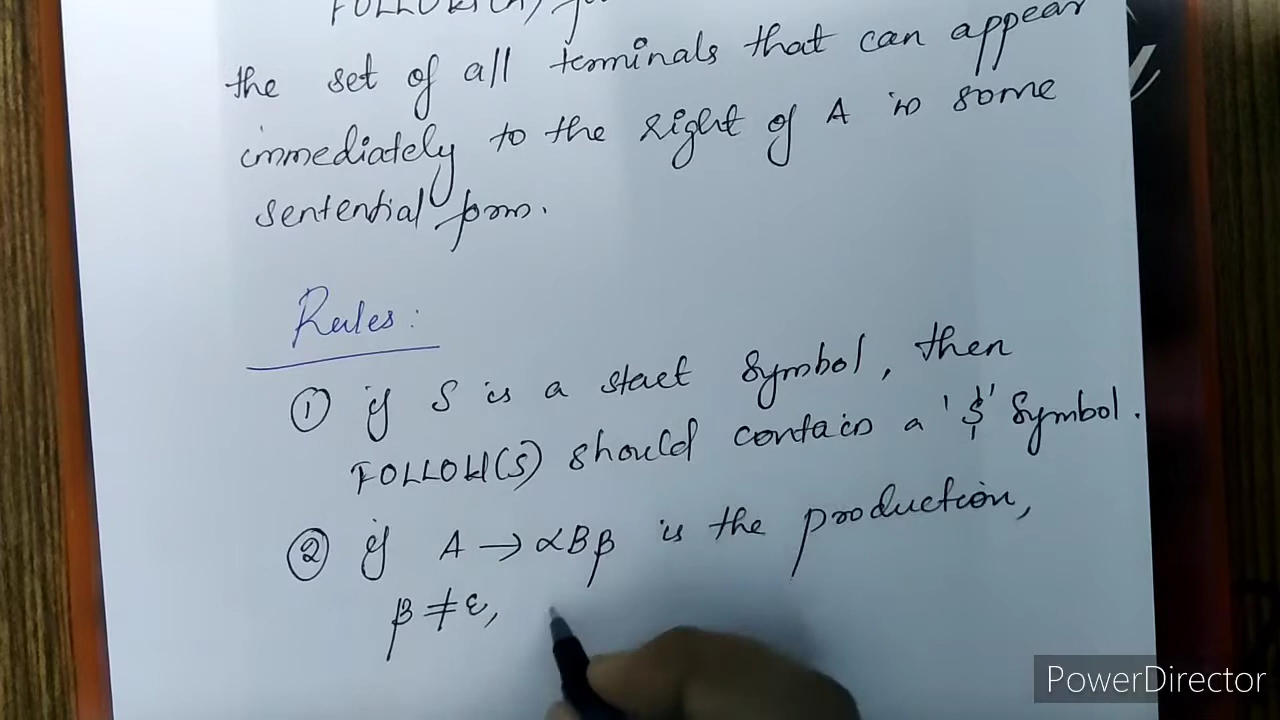 FOLLOW(A)
the set of all terminals that can appear
immediately to the right of A in some
sentential form.
Rules:
① if S is a start symbol, then
FOLLOW(S) should contain a '$' symbol.
② if A → αBβ is the production,
β ≠ ε,
PowerDirector